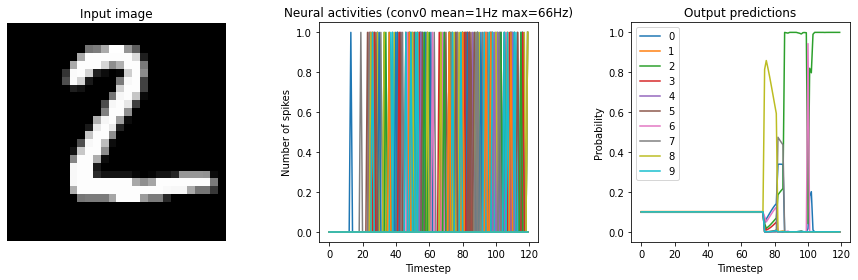 Input image
2
Neural activities (conv0 mean=1Hz max=66Hz)
Number of spikes
1.0
0.8
0.6
0.4
0.2
0.0
0 20 40 60 80 100 120
Timestep
Output predictions
Probability
1.0
0.8
0.6
0.4
0.2
0.0
0
1
2
3
4
5
6
7
8
9
0 20 40 60 80 100 120
Timestep